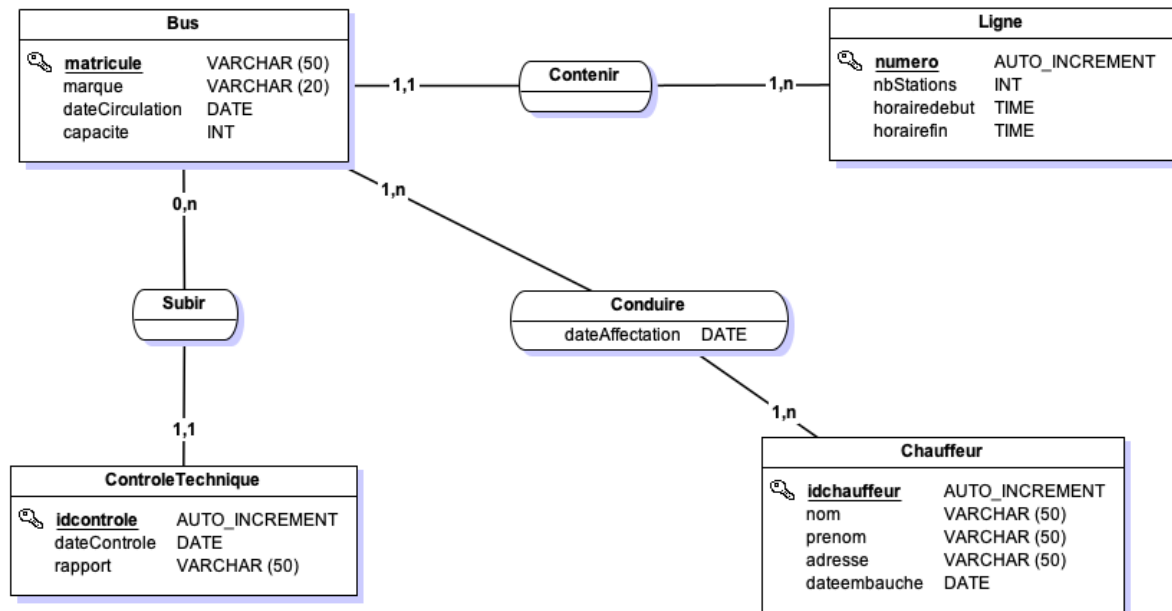 Bus
matricule VARCHAR (50)
marque VARCHAR (20)
dateCirculation DATE
capacite INT
1,1
Contenir
1,n
Ligne
numero AUTO_INCREMENT
nbStations INT
horairedebut TIME
horairefin TIME
0,n
1,n
Subir
Conduire
dateAffectation DATE
1,1
1,n
ControleTechnique
idcontrole AUTO_INCREMENT
dateControle DATE
rapport VARCHAR (50)
Chauffeur
idchauffeur AUTO_INCREMENT
nom VARCHAR (50)
prenom VARCHAR (50)
adresse VARCHAR (50)
dateembauche DATE